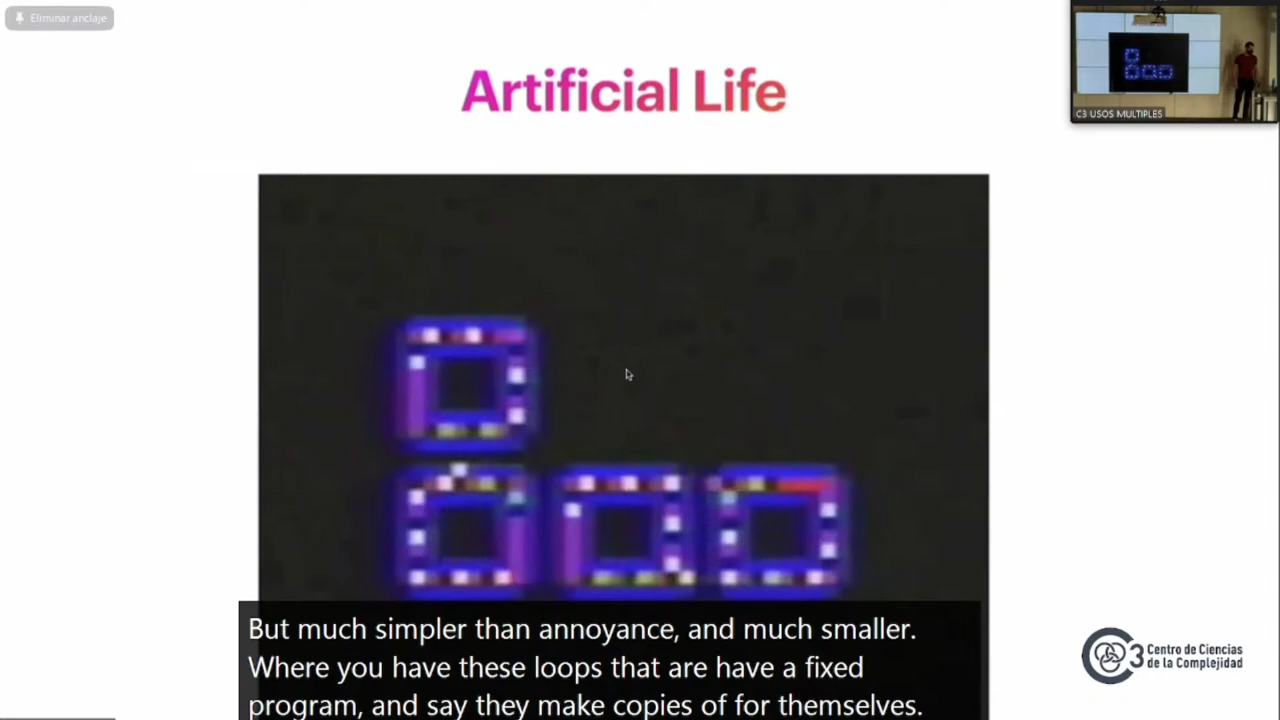 Eliminar anclaje
Artificial Life
C3 USOS MULTIPLES
But much simpler than annoyance, and much smaller.
Where you have these loops that are have a fixed
program, and say they make copies of for themselves.
C3 Centro de Ciencias
de la Complejidad